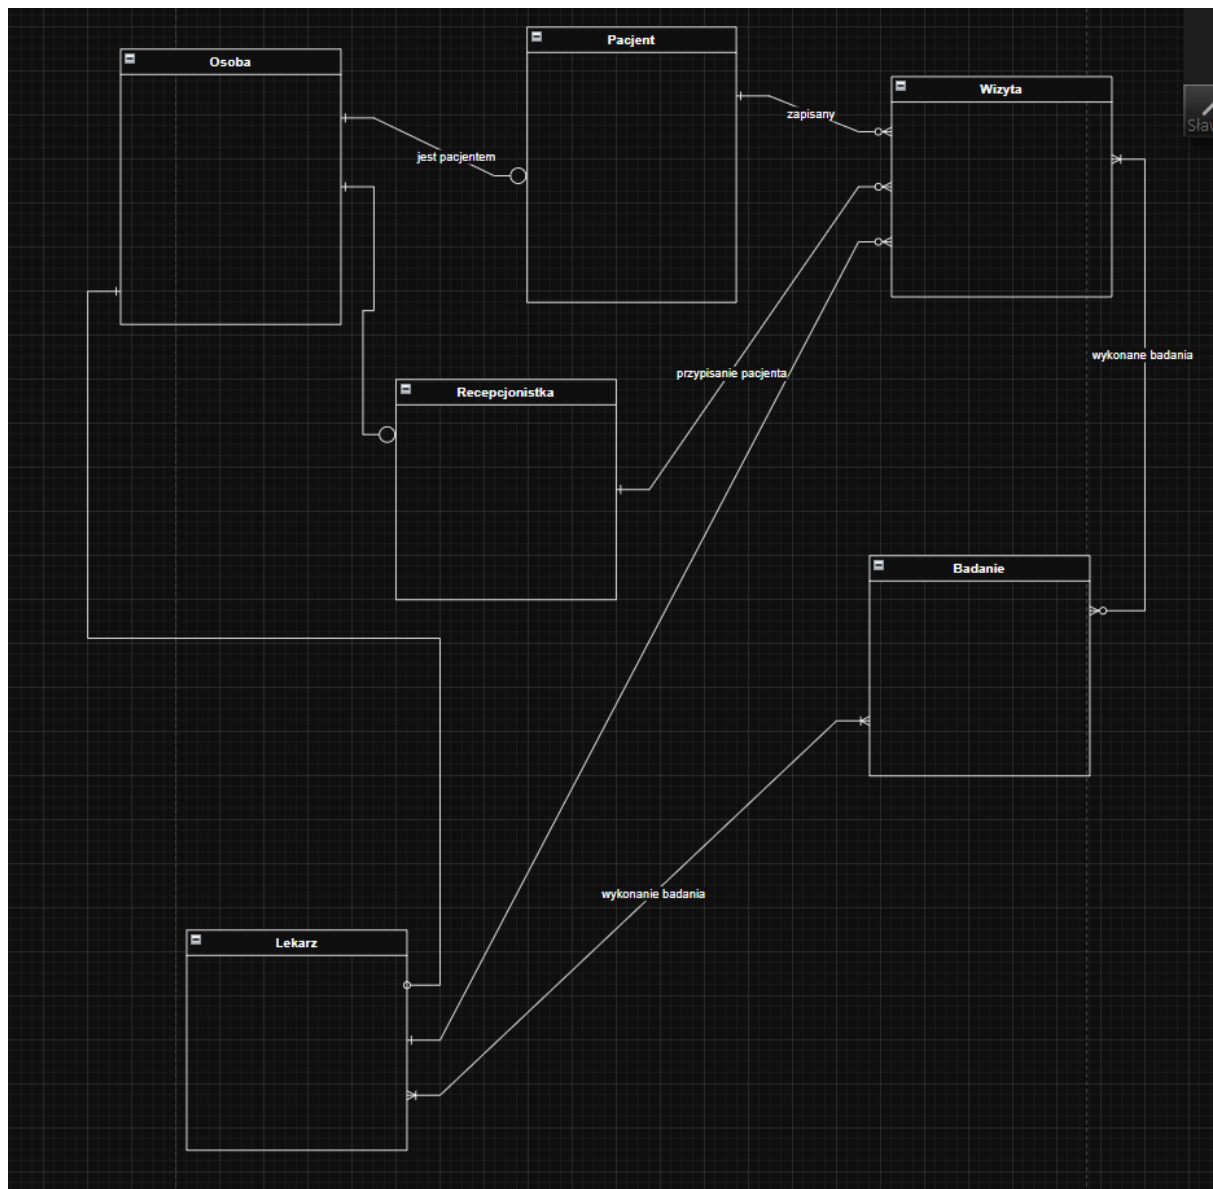 Osoba
Pacjent
Wizyta
zapisany
jest pacjentem
wykonane badania
przypisanie pacjenta
Recepcjonistka
Badanie
wykonanie badania
Lekarz